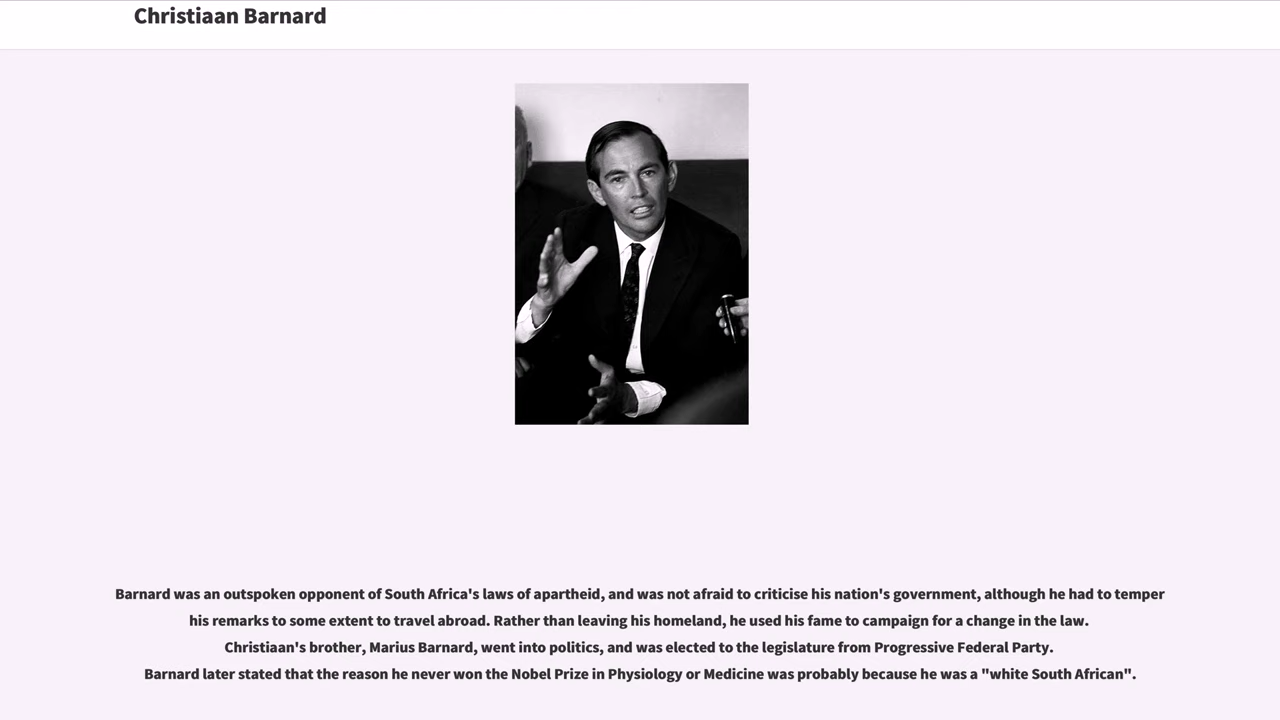 Christiaan Barnard
Barnard was an outspoken opponent of South Africa's laws of apartheid, and was not afraid to criticise his nation's government, although he had to temper
his remarks to some extent to travel abroad. Rather than leaving his homeland, he used his fame to campaign for a change in the law.
Christiaan's brother, Marius Barnard, went into politics, and was elected to the legislature from Progressive Federal Party.
Barnard later stated that the reason he never won the Nobel Prize in Physiology or Medicine was probably because he was a "white South African".